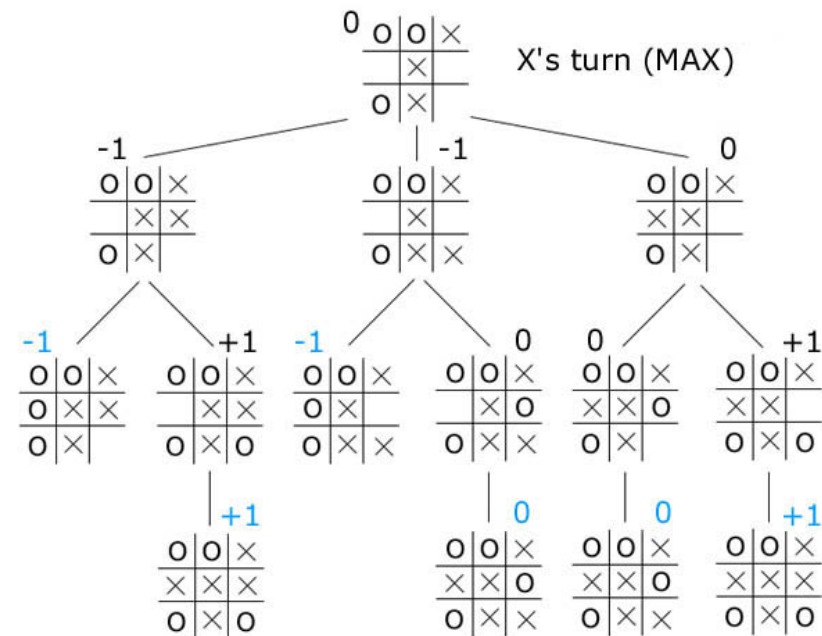 0
O O X
X
O X
X's turn (MAX)
-1 -1 0
O O X O O X O O X
X X X X X
O X O X X O X
-1 +1 -1 0 0 +1
O O X O O X O O X O O X O O X O O X
O X X X X O X X O X X O X X
O X O X O O X X O X X O X O X O
+1 0 0 +1
O O X O O X O O X O O X
X X X X X O X X O X X X
O X O O X X O X X O X O